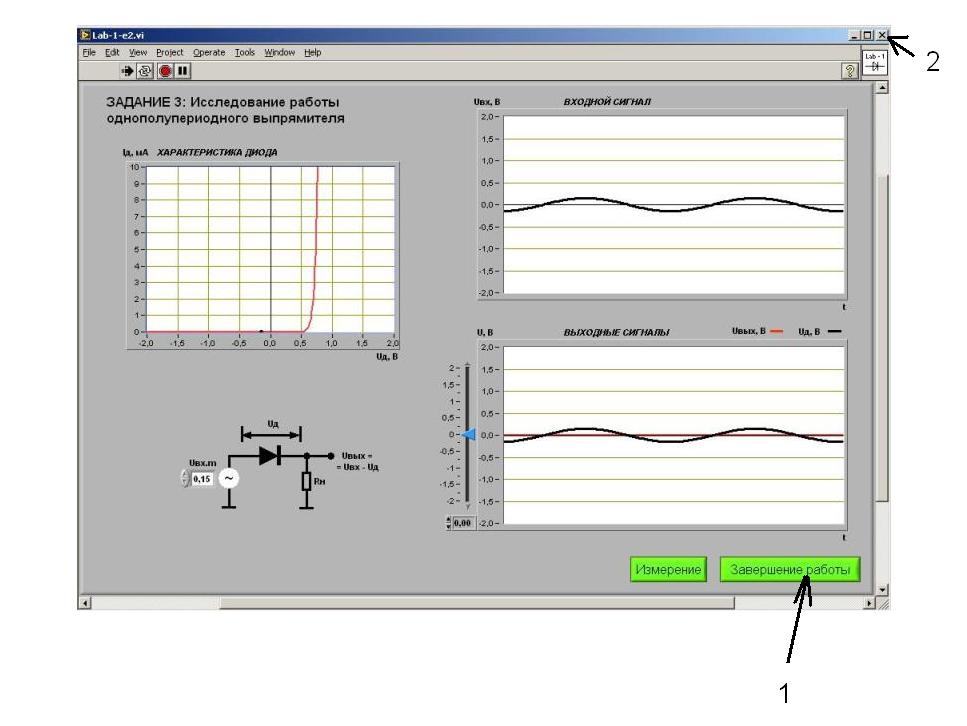 Lab-1-e2.vi
File Edit View Project Operate Tools Window Help
2
Lab - 1
?
ЗАДАНИЕ 3: Исследование работы
однополупериодного выпрямителя
Iд, мА ХАРАКТЕРИСТИКА ДИОДА
10
9
8
7
6
5
4
3
2
1
0
-2,0 -1,5 -1,0 -0,5 0,0 0,5 1,0 1,5 2,0
Uд, В
Uвх, В ВХОДНОЙ СИГНАЛ
2,0
1,5
1,0
0,5
0,0
-0,5
-1,0
-1,5
-2,0
t
U, В ВЫХОДНЫЕ СИГНАЛЫ Uвых, В Uд, В
2
1,5
1
0,5
0
-0,5
-1
-1,5
-2
0,00
2,0
1,5
1,0
0,5
0,0
-0,5
-1,0
-1,5
-2,0
t
Uд
Uвх.m
0,15
~
Uвых =
= Uвх - Uд
Rн
Измерение Завершение работы
1